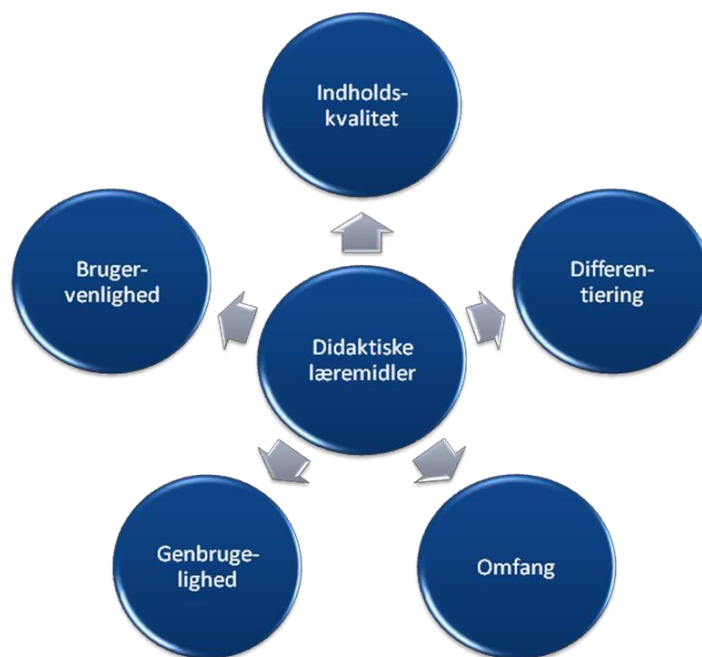 Indholds-
kvalitet
Bruger-
venlighed
Differen-
tiering
Didaktiske
læremidler
Genbruge-
lighed
Omfang